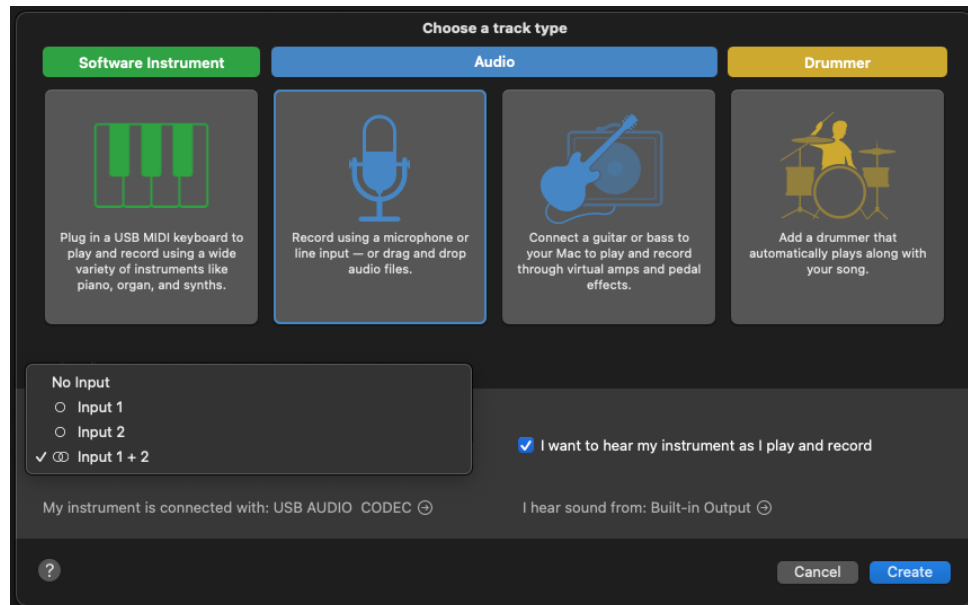 Choose a track type
Software Instrument
Audio
Drummer
Plug in a USB MIDI keyboard to
play and record using a wide
variety of instruments like
piano, organ, and synths.
Record using a microphone or
line input — or drag and drop
audio files.
Connect a guitar or bass to
your Mac to play and record
through virtual amps and pedal
effects.
Add a drummer that
automatically plays along with
your song.
No Input
Input 1
Input 2
Input 1 + 2
I want to hear my instrument as I play and record
My instrument is connected with: USB AUDIO CODEC
I hear sound from: Built-in Output
?
Cancel
Create